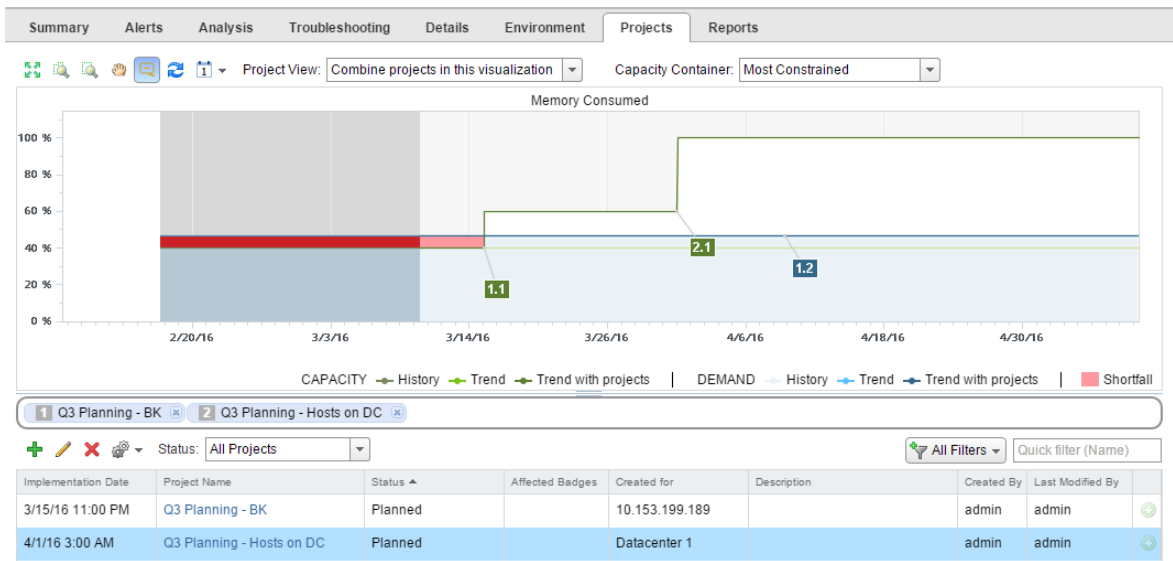 Summary Alerts Analysis Troubleshooting Details Environment Projects Reports
1 Project View: Combine projects in this visualization Capacity Container: Most Constrained
Memory Consumed
100 %
80 %
60 %
40 %
20 %
0 %
2.1
1.2
1.1
2/20/16 3/3/16 3/14/16 3/26/16 4/6/16 4/18/16 4/30/16
CAPACITY History Trend Trend with projects | DEMAND History Trend Trend with projects | Shortfall
1 Q3 Planning - BK x 2 Q3 Planning - Hosts on DC x
Status: All Projects All Filters Quick filter (Name)
Implementation Date Project Name Status Affected Badges Created for Description Created By Last Modified By
3/15/16 11:00 PM Q3 Planning - BK Planned 10.153.199.189 admin admin
4/1/16 3:00 AM Q3 Planning - Hosts on DC Planned Datacenter 1 admin admin